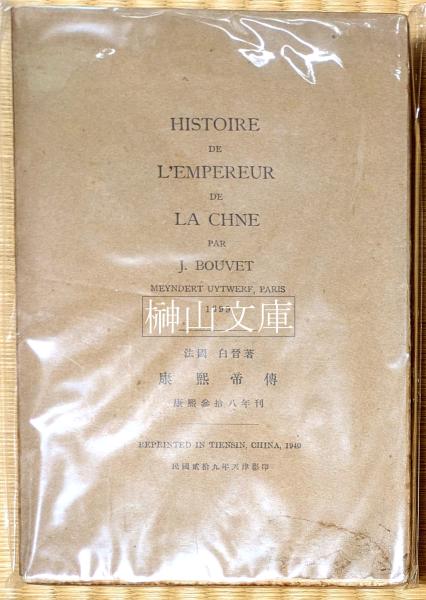 HISTOIRE
DE
L'EMPEREUR
DE
LA CHNE
PAR
J. BOUVET
MEYNDERT UYTWERF, PARIS
榊山文庫
法國 白晉著
康熙帝傳
康熙參拾八年刊
REPRINTED IN TIENSIN, CHINA, 1940
民國貳拾九年天津影印